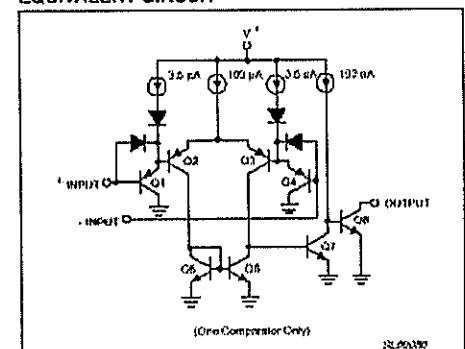 EQUIVALENT CIRCUIT
V+
3.5 µA 100 µA 3.5 µA 100 µA
+ INPUT Q1 Q2 Q3 Q4
- INPUT OUTPUT
Q5 Q6 Q7 Q8
(One Comparator Only)